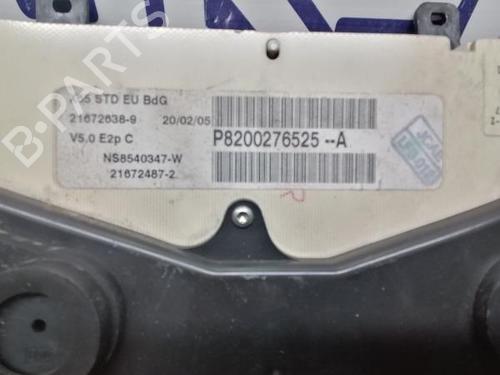 STD EU BdG
21672638-9 20/02/05
V5.0 E2p C P8200276525--A
NS8540347-W
21672487-2
B-PARTS